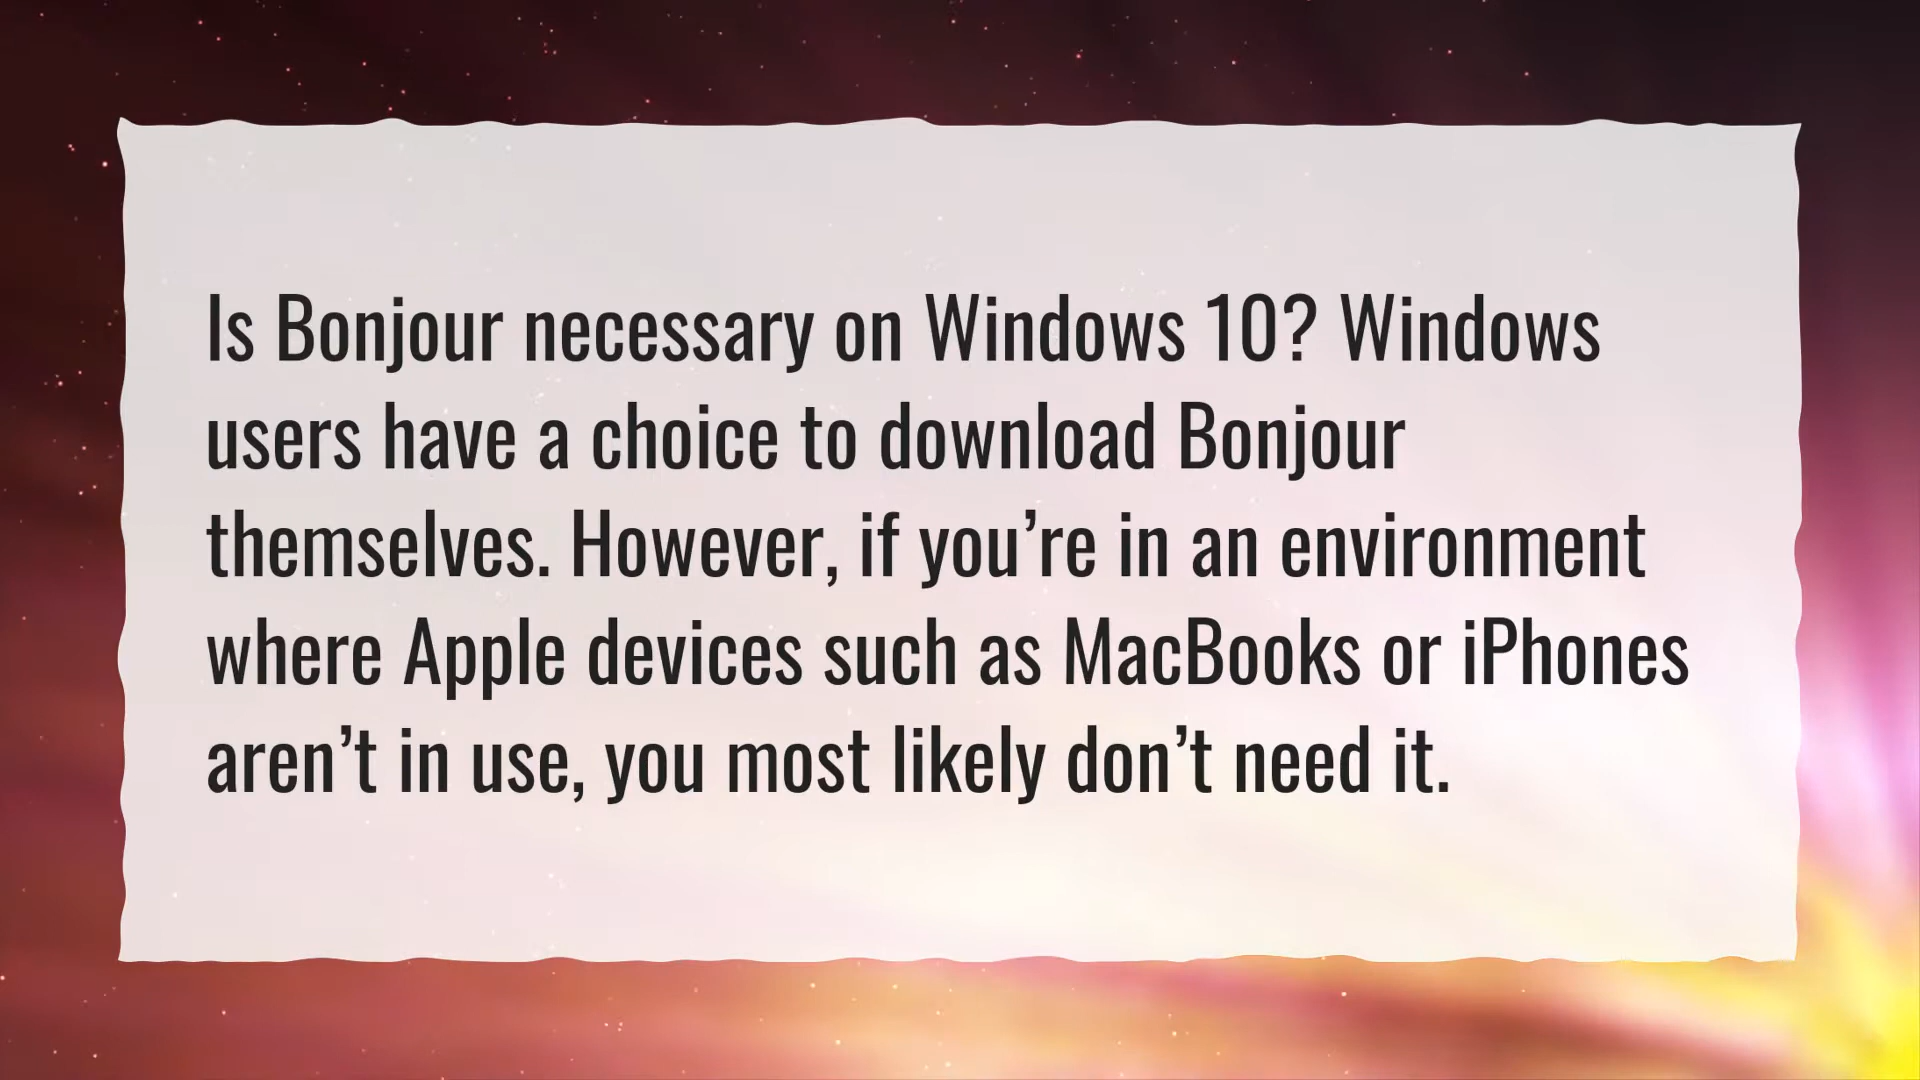 Is Bonjour necessary on Windows 10? Windows
users have a choice to download Bonjour
themselves. However, if you’re in an environment
where Apple devices such as MacBooks or iPhones
aren’t in use, you most likely don’t need it.